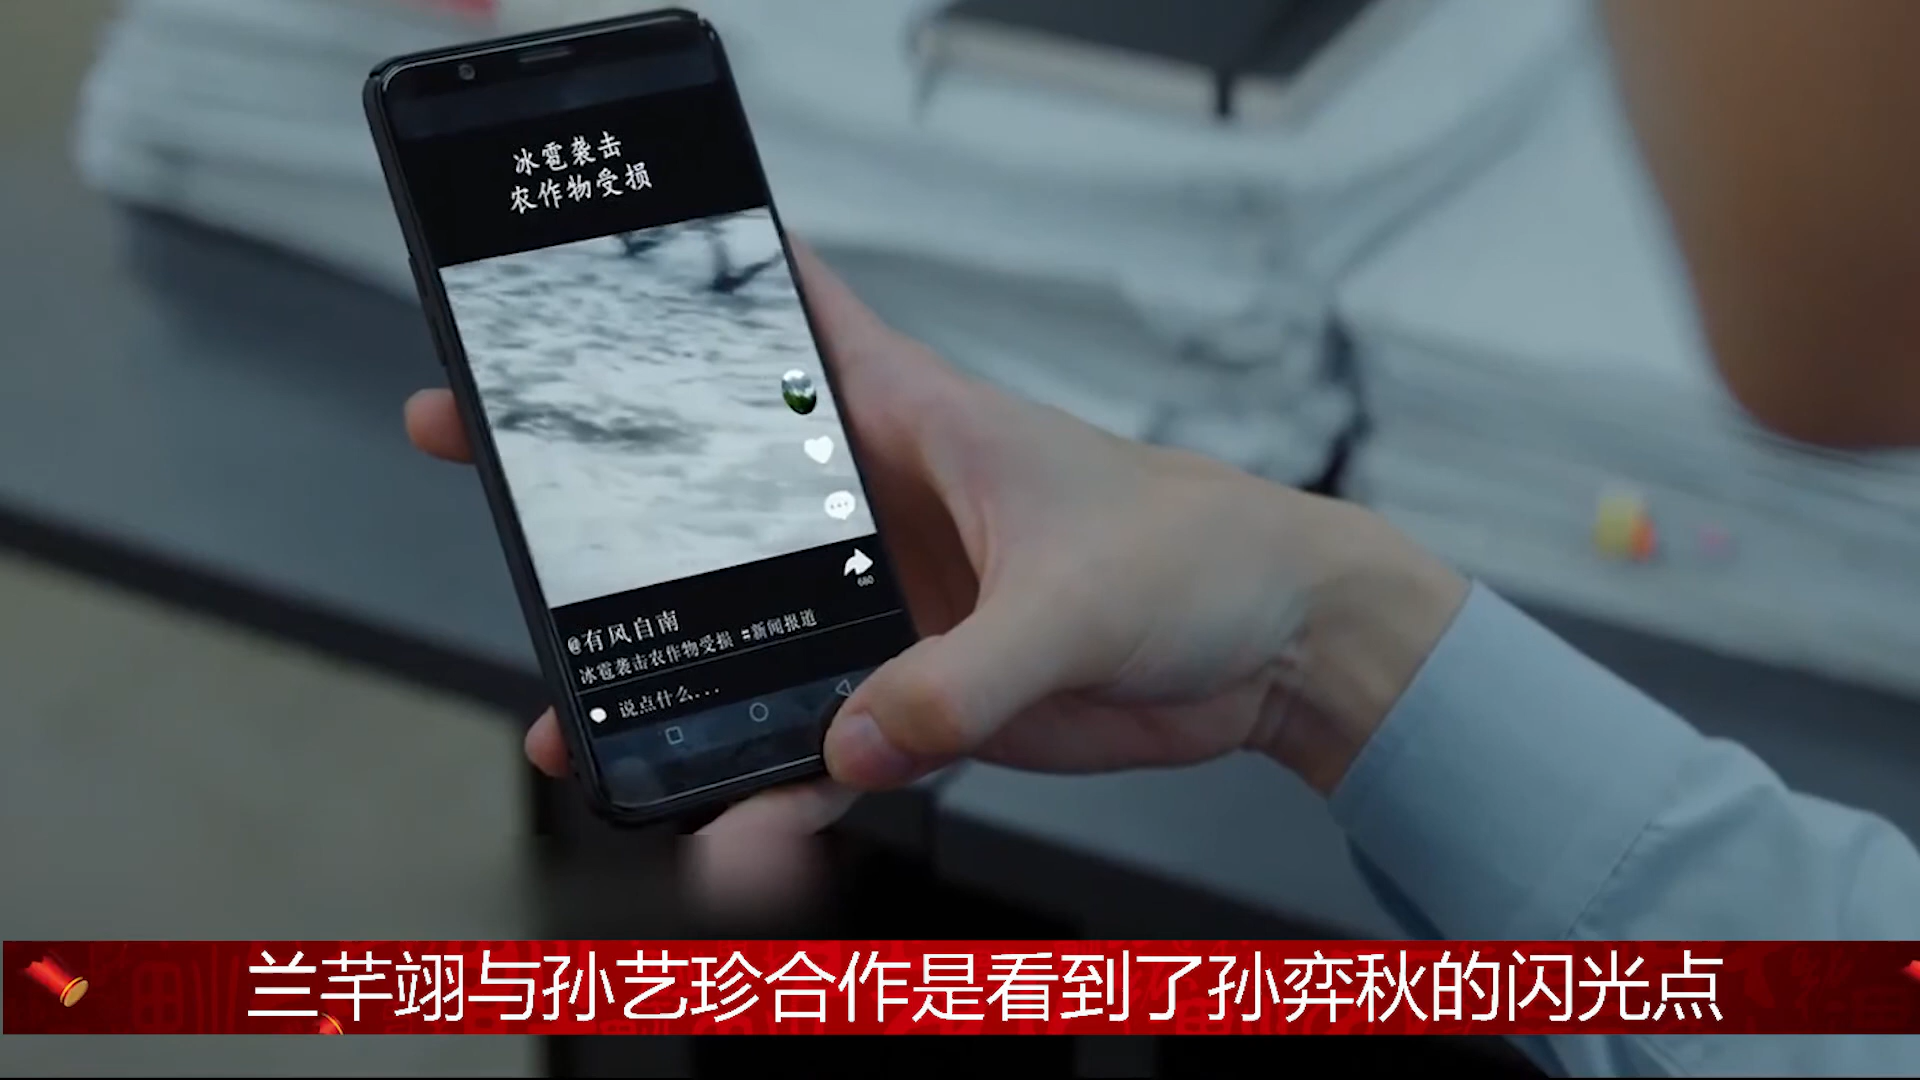 冰雹袭击
农作物受损
680
@有风自南
冰雹袭击农作物受损 #新闻报道
说点什么...
兰芊翊与孙艺珍合作是看到了孙弈秋的闪光点